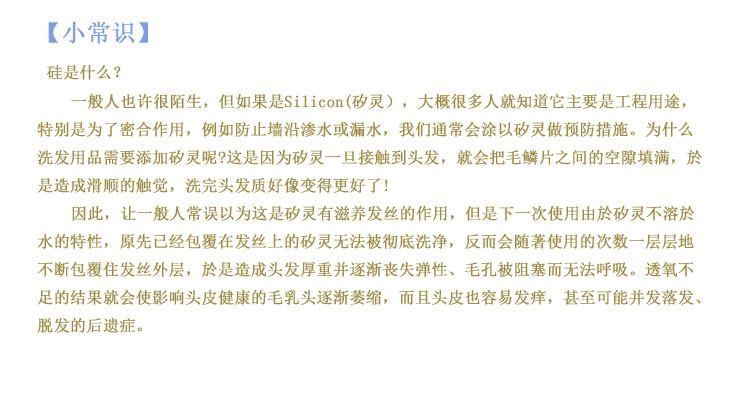 【小常识】
硅是什么？
一般人也许很陌生，但如果是Silicon(矽灵），大概很多人就知道它主要是工程用途，
特别是为了密合作用，例如防止墙沿渗水或漏水，我们通常会涂以矽灵做预防措施。为什么
洗发用品需要添加矽灵呢?这是因为矽灵一旦接触到头发，就会把毛鳞片之间的空隙填满，於
是造成滑顺的触觉，洗完头发质好像变得更好了!
因此，让一般人常误以为这是矽灵有滋养发丝的作用，但是下一次使用由於矽灵不溶於
水的特性，原先已经包覆在发丝上的矽灵无法被彻底洗净，反而会随著使用的次数一层层地
不断包覆住发丝外层，於是造成头发厚重并逐渐丧失弹性、毛孔被阻塞而无法呼吸。透氧不
足的结果就会使影响头皮健康的毛乳头逐渐萎缩，而且头皮也容易发痒，甚至可能并发落发、
脱发的后遗症。